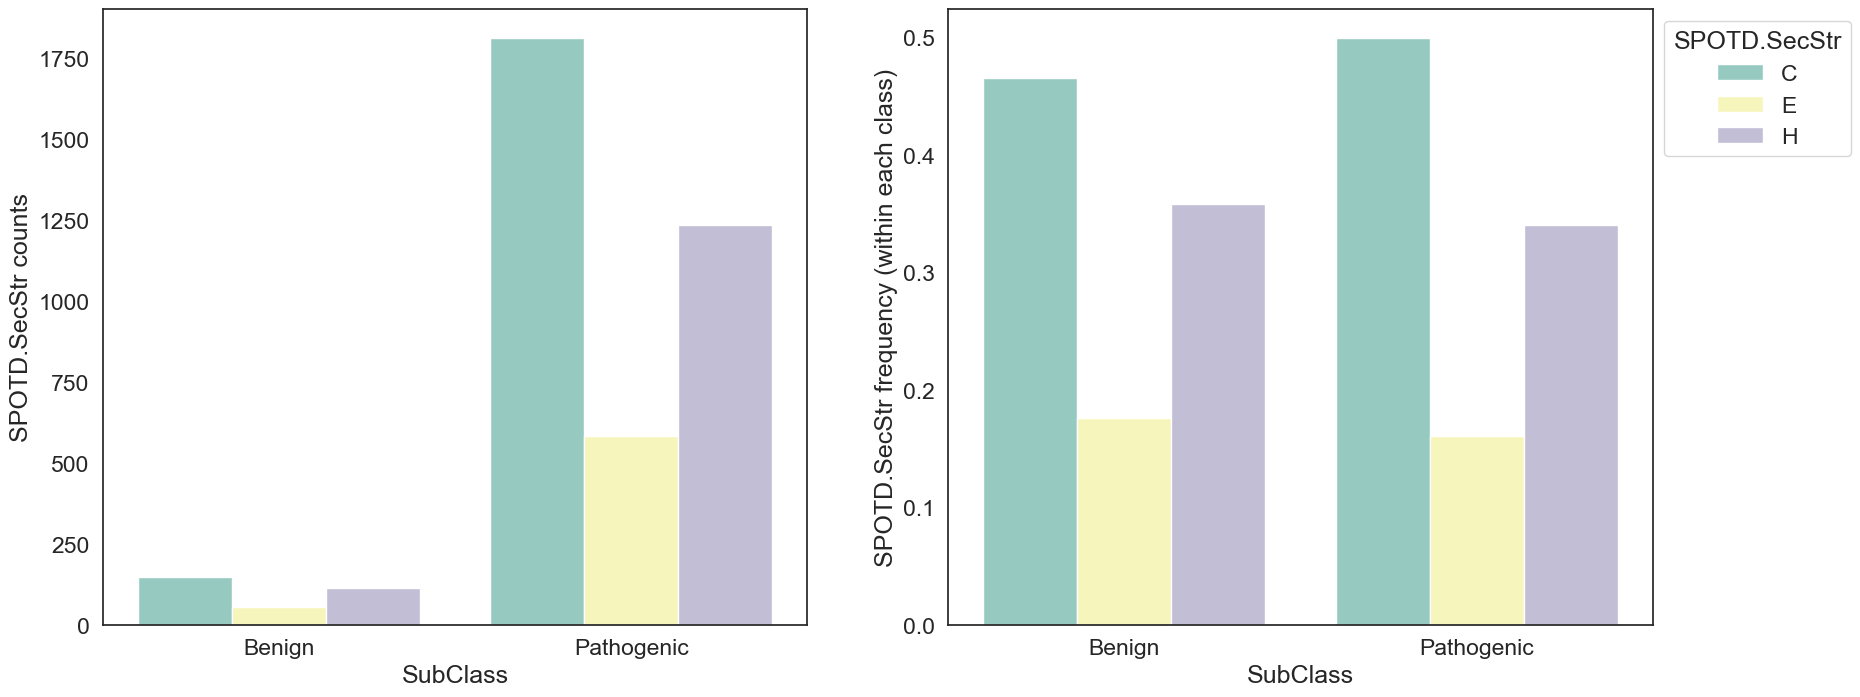 SPOTD.SecStr counts
1750
1500
1250
1000
750
500
250
0
Benign
Pathogenic
SubClass
SPOTD.SecStr frequency (within each class)
0.5
0.4
0.3
0.2
0.1
0.0
Benign
Pathogenic
SubClass
SPOTD.SecStr
C
E
H